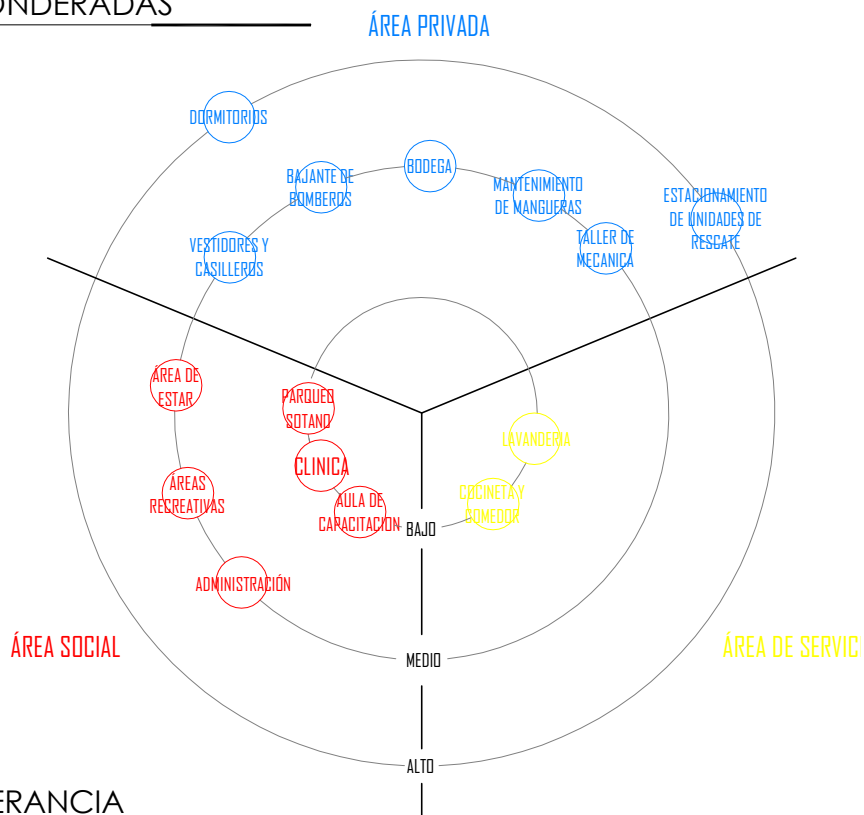 ONDERADAS
ÁREA PRIVADA
DORMITORIOS
BAJANTE DE
BOMBEROS
BODEGA
MANTENIMIENTO
DE MANGUERAS
ESTACIONAMIENTO
DE UNIDADES DE
RESCATE
VESTIDORES Y
CASILLEROS
TALLER DE
MECANICA
ÁREA DE
ESTAR
PARQUEO
SOTANO
LAVANDERIA
CLINICA
ÁREAS
RECREATIVAS
AULA DE
CAPACITACION
COCINETA Y
COMEDOR
BAJO
ADMINISTRACIÓN
ÁREA SOCIAL
MEDIO
ÁREA DE SERVICI
ALTO
ERANCIA